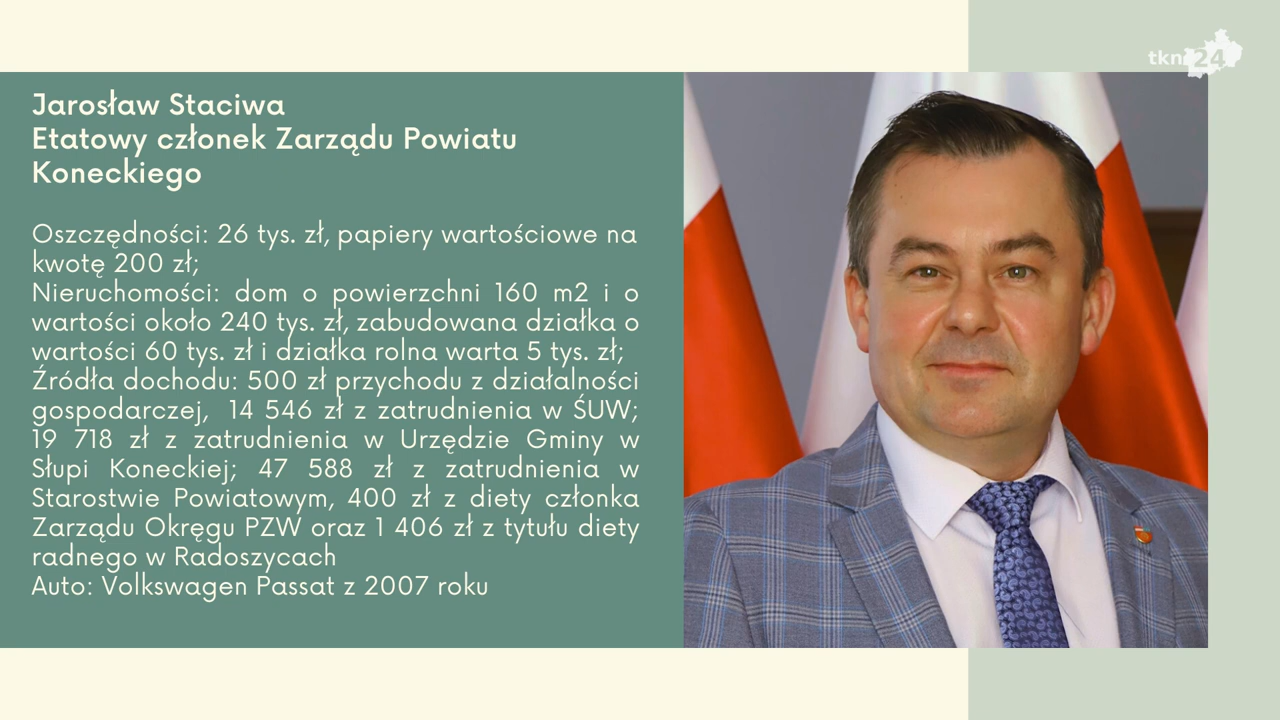 tkn24
Jarosław Staciwa
Etatowy członek Zarządu Powiatu
Koneckiego
Oszczędności: 26 tys. zł, papiery wartościowe na
kwotę 200 zł;
Nieruchomości: dom o powierzchni 160 m2 i o
wartości około 240 tys. zł, zabudowana działka o
wartości 60 tys. zł i działka rolna warta 5 tys. zł;
Źródła dochodu: 500 zł przychodu z działalności
gospodarczej, 14 546 zł z zatrudnienia w ŚUW;
19 718 zł z zatrudnienia w Urzędzie Gminy w
Słupi Koneckiej; 47 588 zł z zatrudnienia w
Starostwie Powiatowym, 400 zł z diety członka
Zarządu Okręgu PZW oraz 1 406 zł z tytułu diety
radnego w Radoszycach
Auto: Volkswagen Passat z 2007 roku